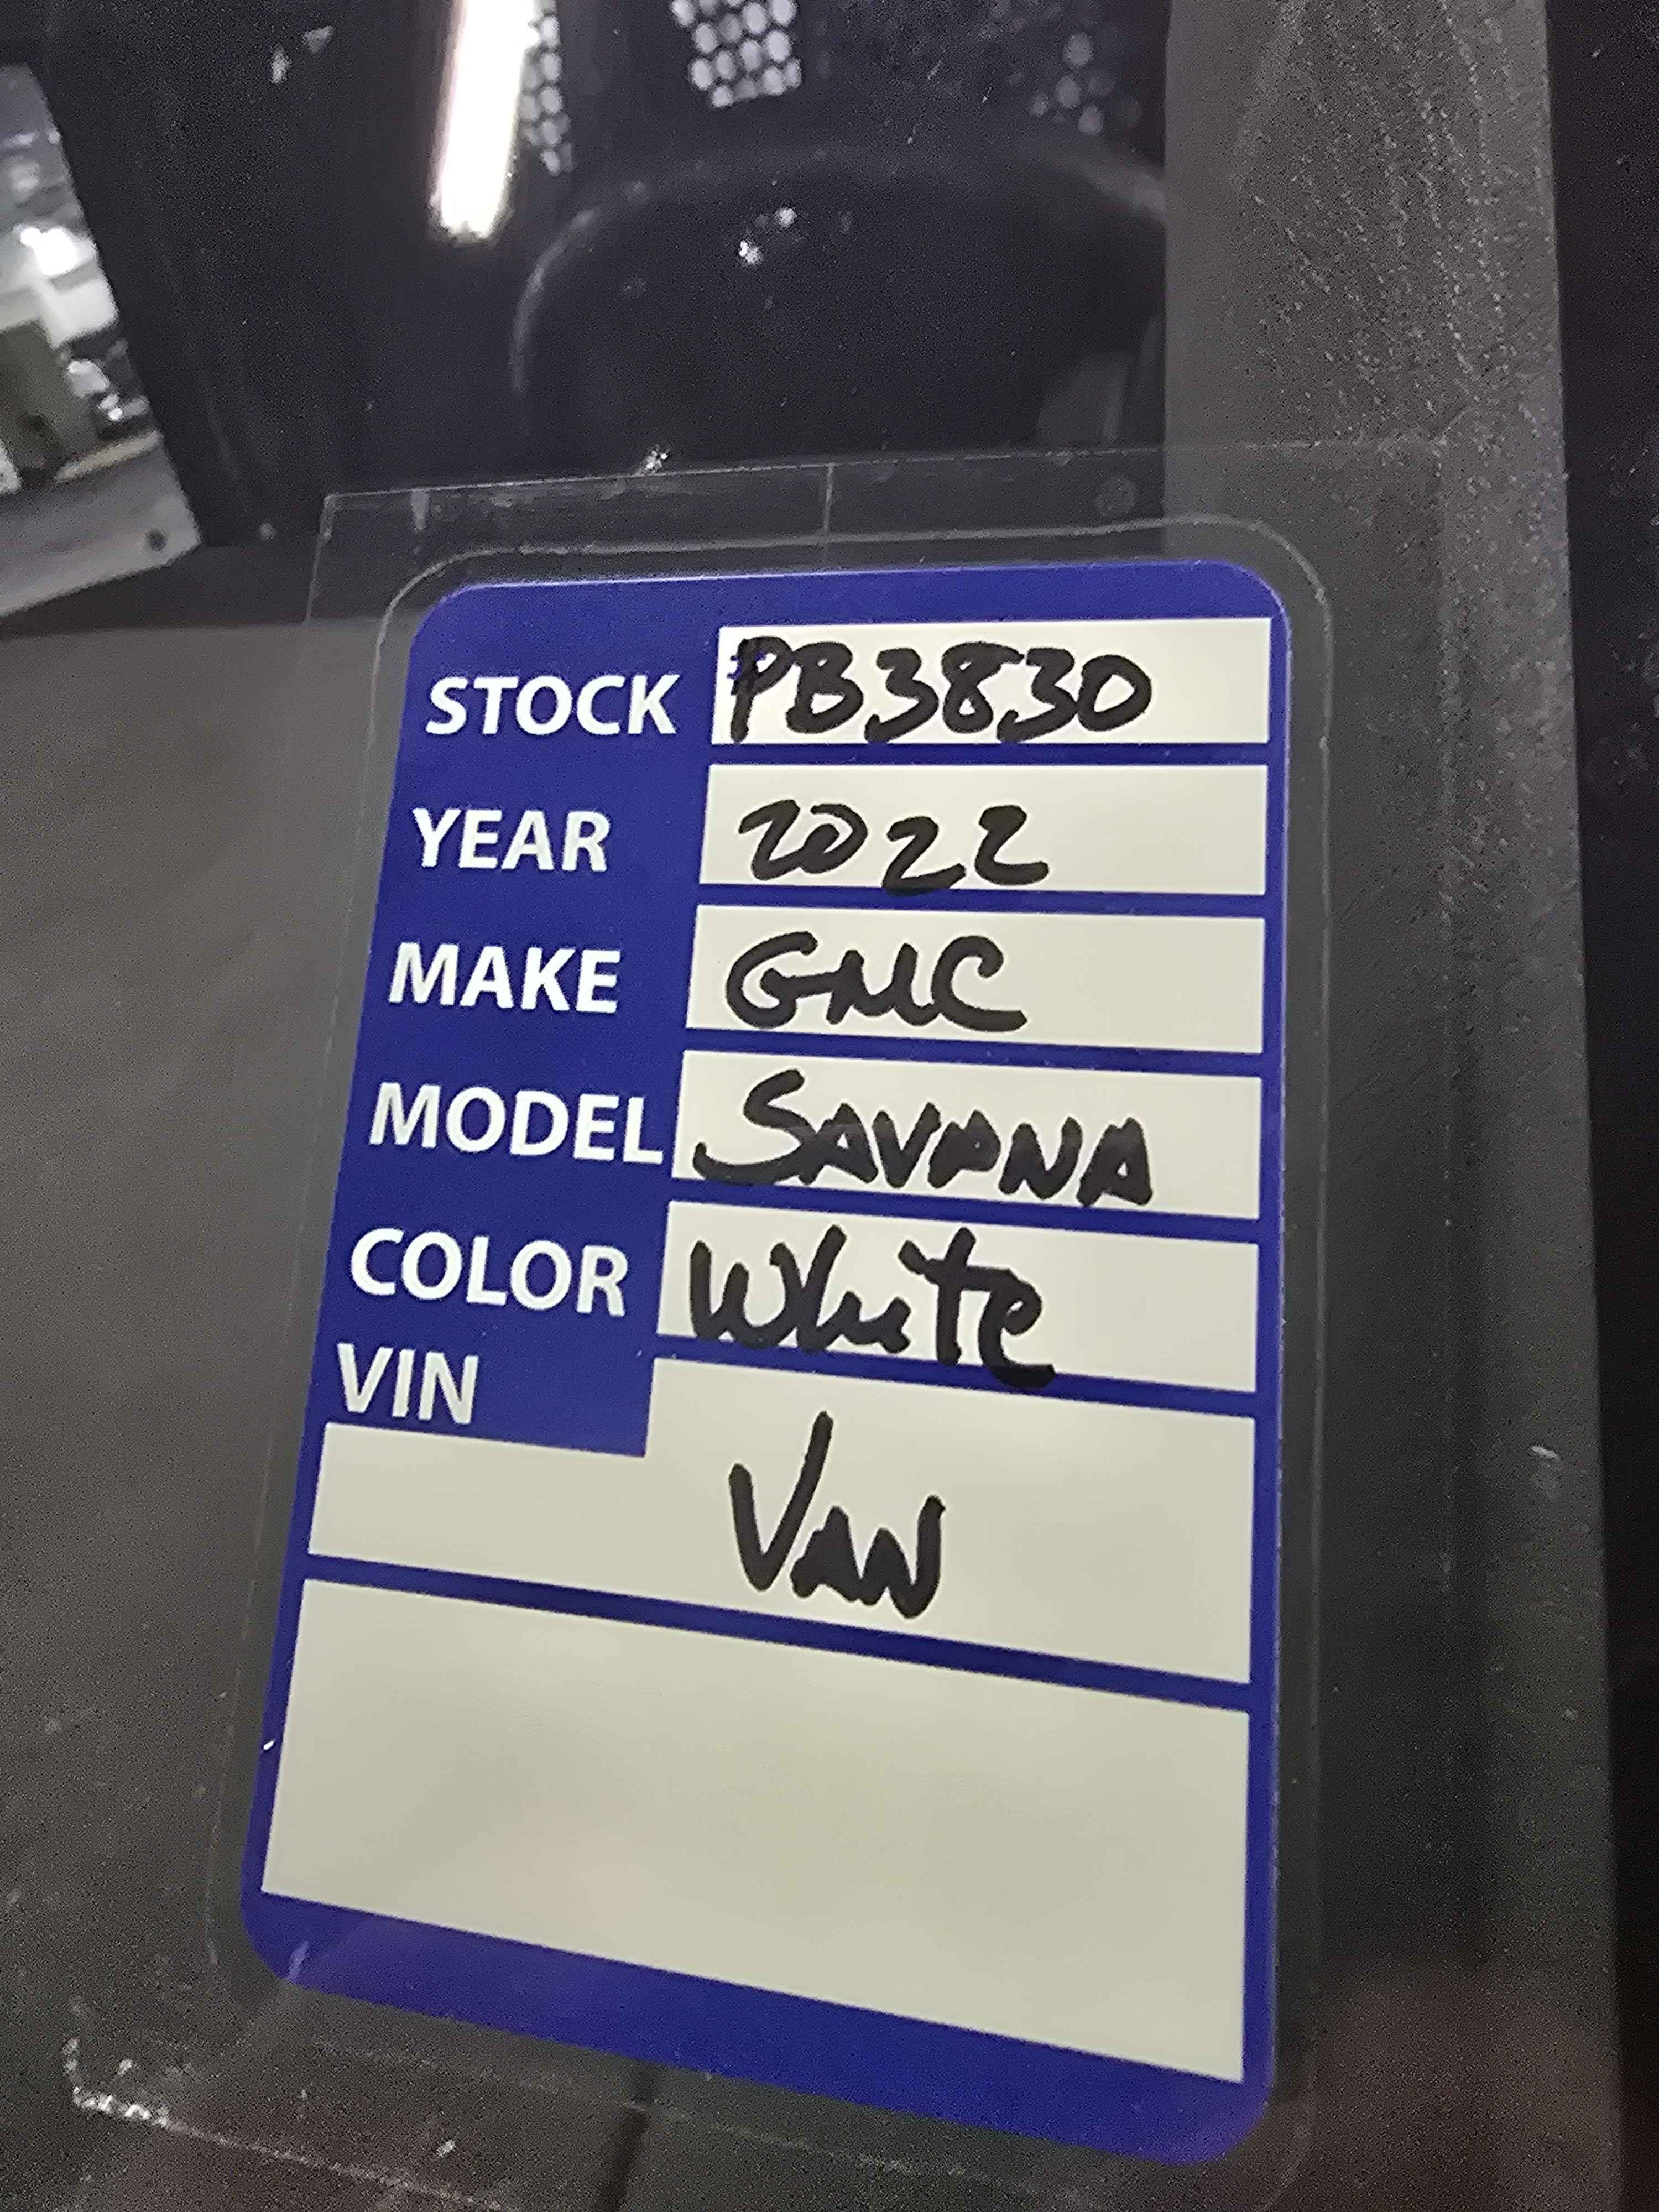 STOCK #PB3830
YEAR 2022
MAKE GMC
MODEL SAVANA
COLOR White
VIN
VAN